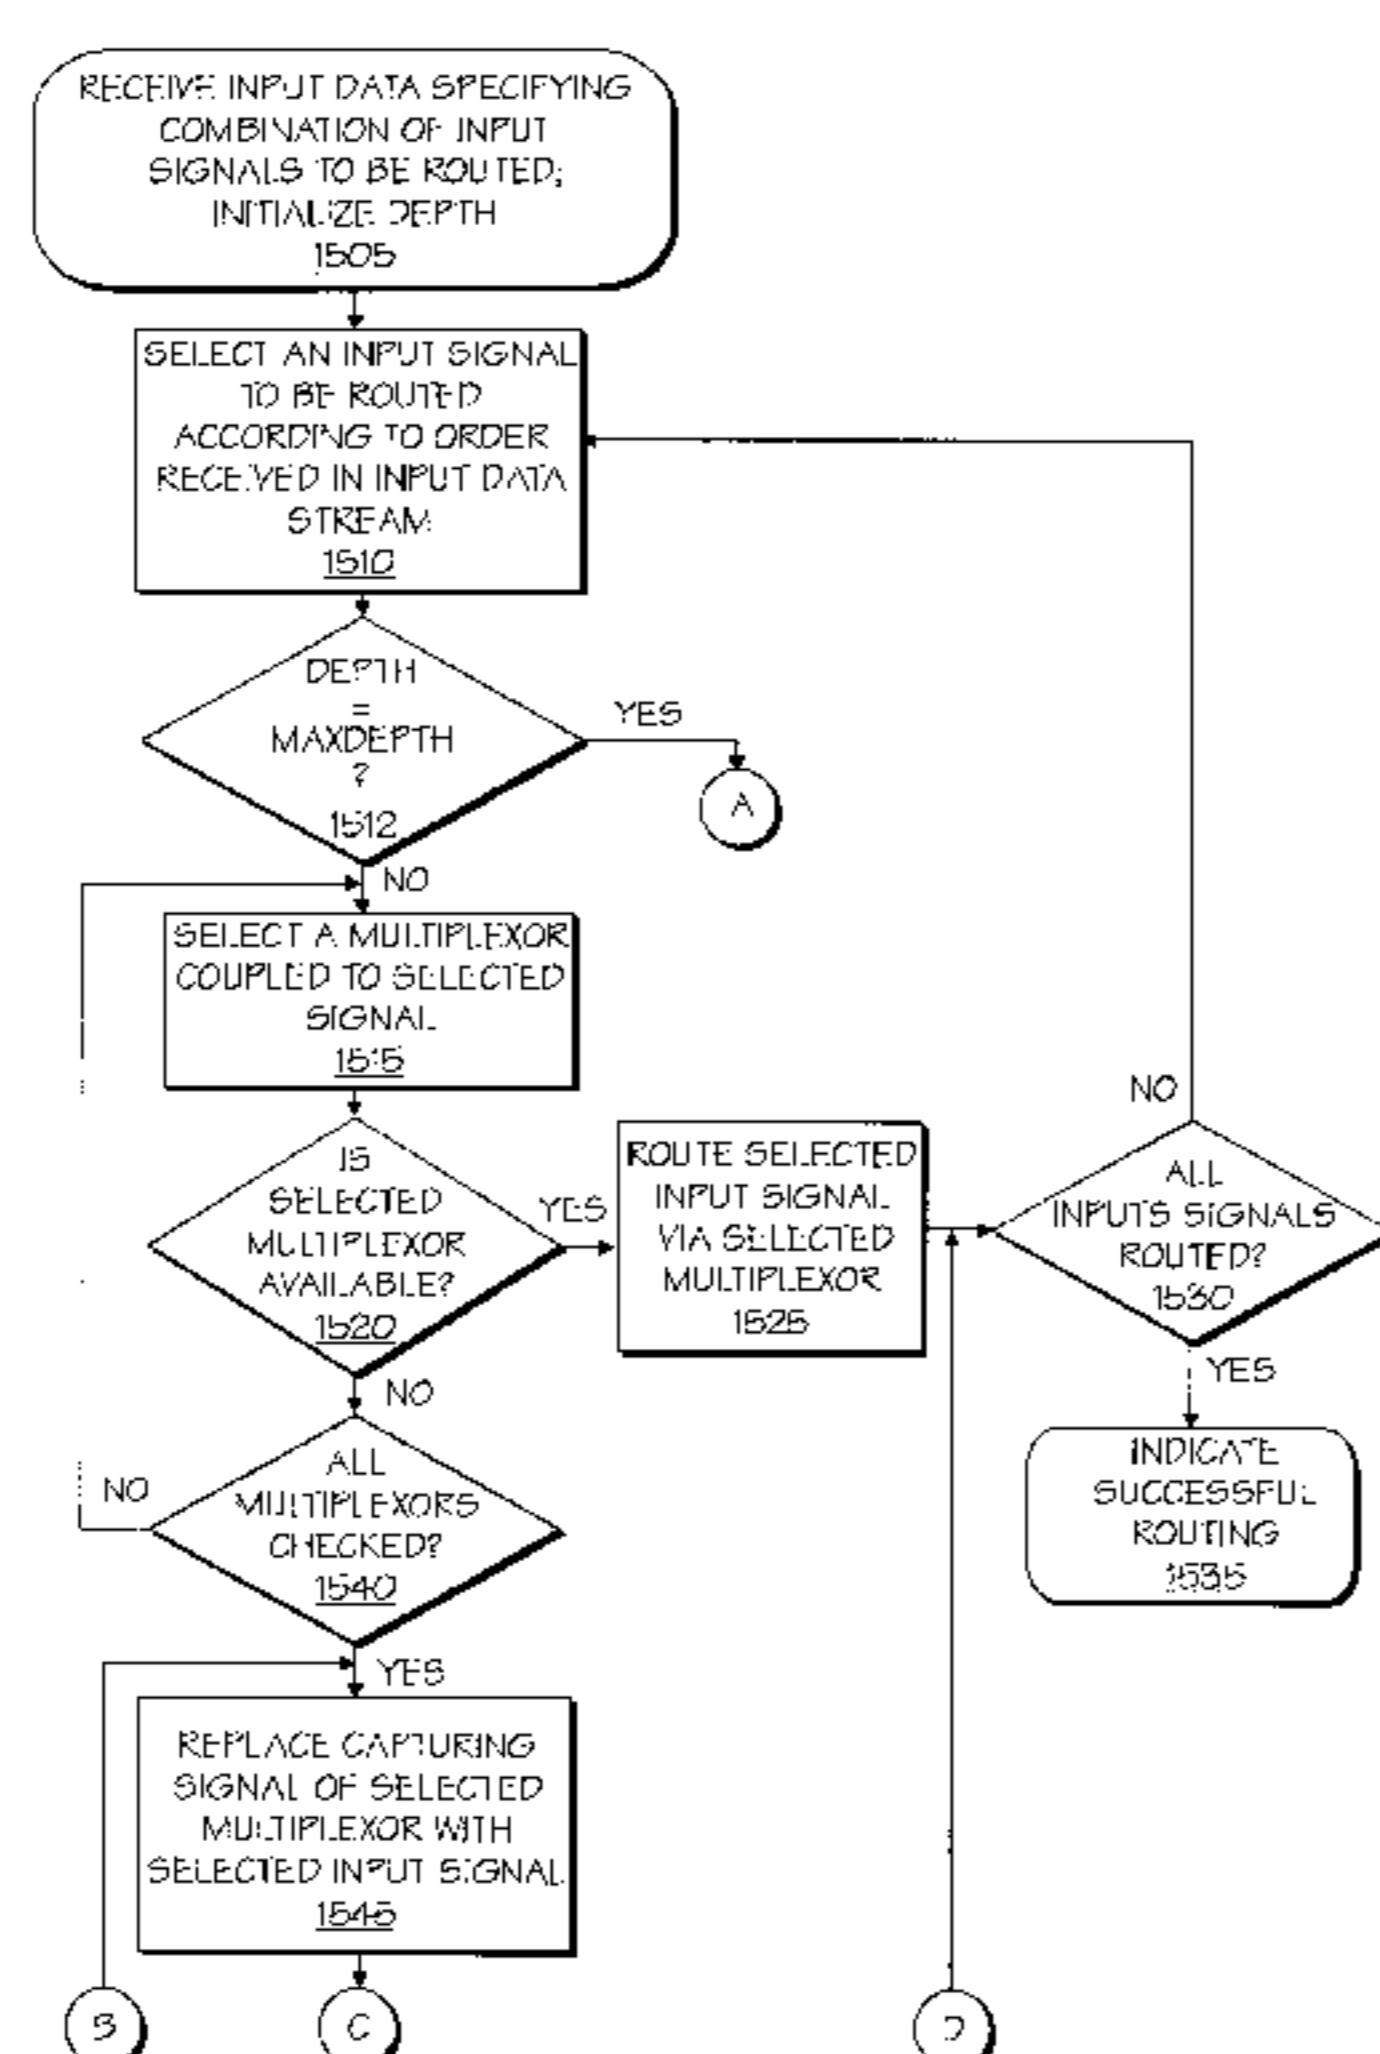 RECEIVE INPUT DATA SPECIFYING
COMBINATION OF INPUT
SIGNALS TO BE ROUTED;
INITIALIZE DEPTH
1505
SELECT AN INPUT SIGNAL
TO BE ROUTED
ACCORDING TO ORDER
RECEIVED IN INPUT DATA
STREAM
1510
DEPTH
=
MAXDEPTH
?
1512
YES
A
NO
SELECT A MULTIPLEXOR
COUPLED TO SELECTED
SIGNAL
1515
IS
SELECTED
MULTIPLEXOR
AVAILABLE?
1520
YES
ROUTE SELECTED
INPUT SIGNAL
VIA SELECTED
MULTIPLEXOR
1525
NO
ALL
INPUTS SIGNALS
ROUTED?
1530
YES
INDICATE
SUCCESSFUL
ROUTING
1535
NO
ALL
MULTIPLEXORS
CHECKED?
1540
NO
YES
REPLACE CAPTURING
SIGNAL OF SELECTED
MULTIPLEXOR WITH
SELECTED INPUT SIGNAL
1545
B
C
D